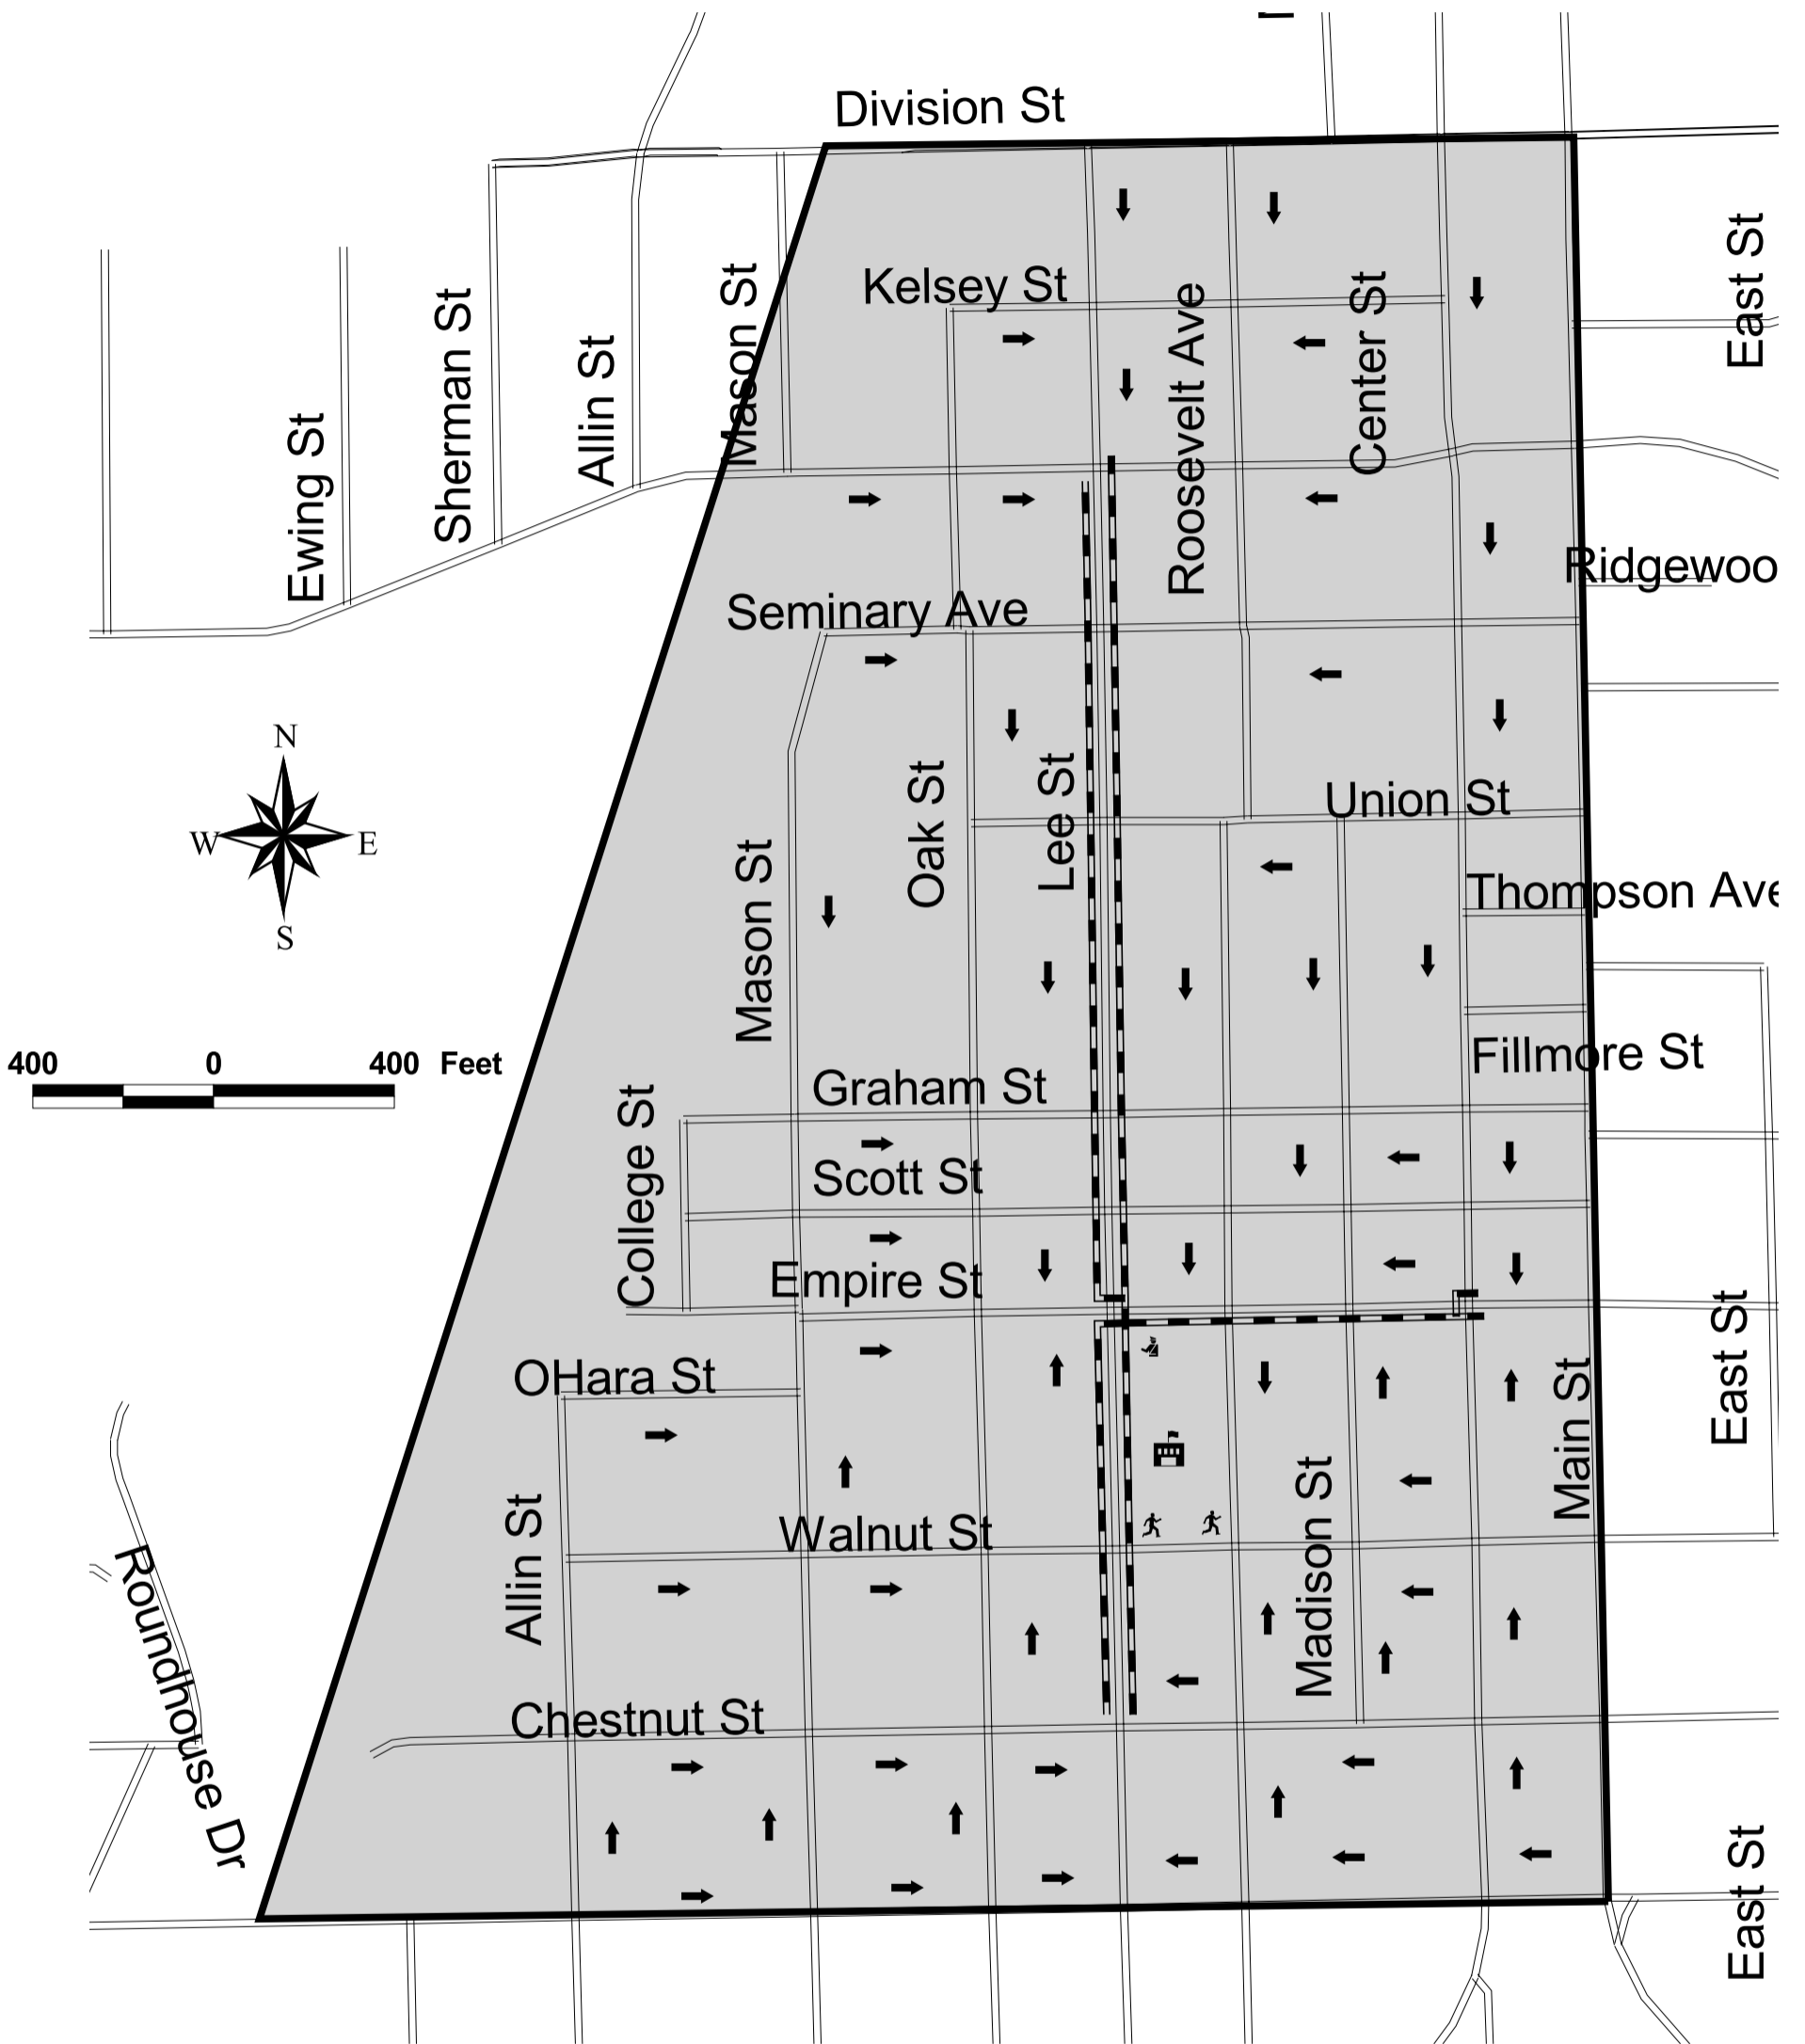 Division St
East St
Kelsey St
Mason St
Center St
Roosevelt Ave
Sherman St
Allin St
Ewing St
Ridgewoo
Seminary Ave
N
W
E
S
Union St
Oak St
Lee St
Mason St
Thompson Ave
400 0 400 Feet
Fillmore St
Graham St
College St
Scott St
Empire St
East St
OHara St
Main St
Madison St
Allin St
Walnut St
Roundhouse Dr
Chestnut St
East St